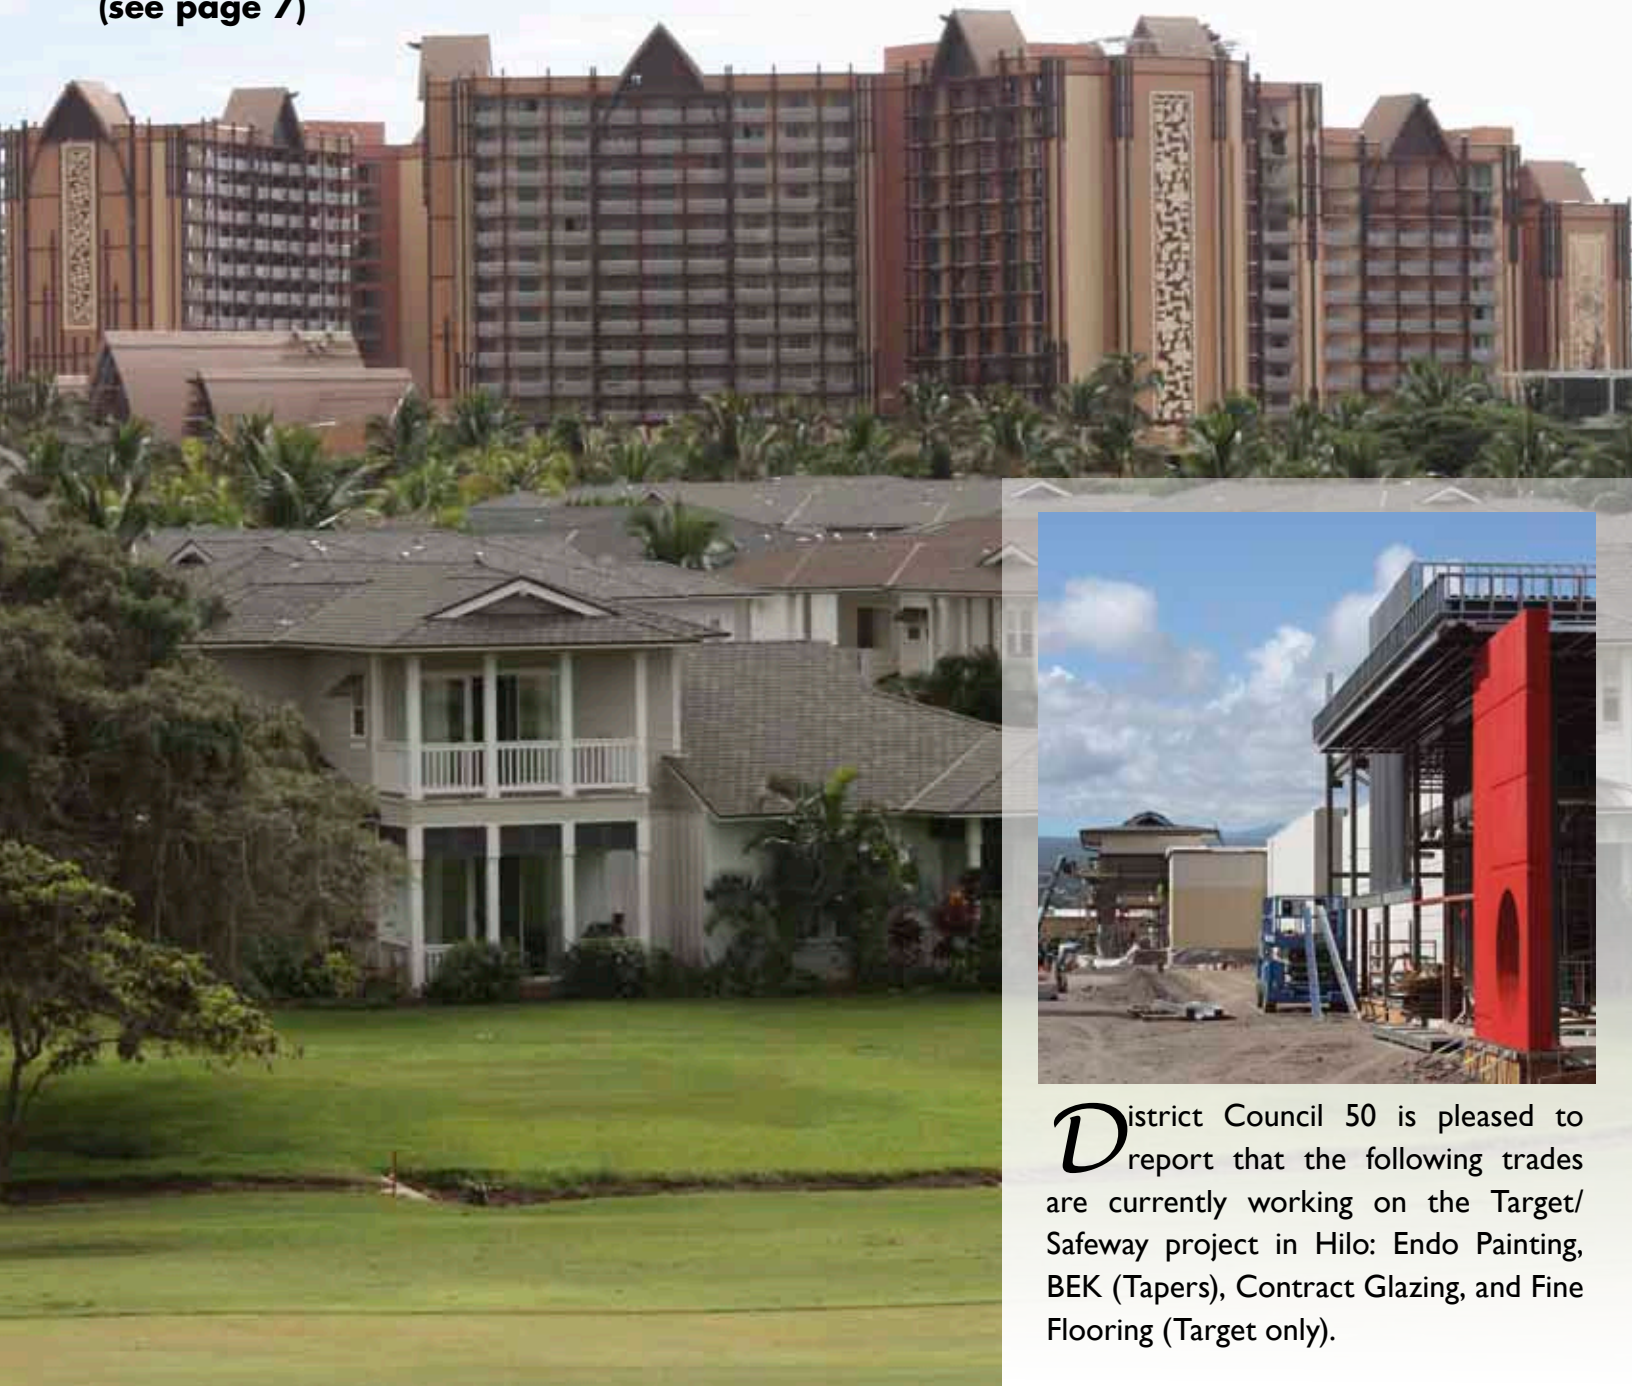 (see page 7)
District Council 50 is pleased to
report that the following trades
are currently working on the Target/
Safeway project in Hilo: Endo Painting,
BEK (Tapers), Contract Glazing, and Fine
Flooring (Target only).